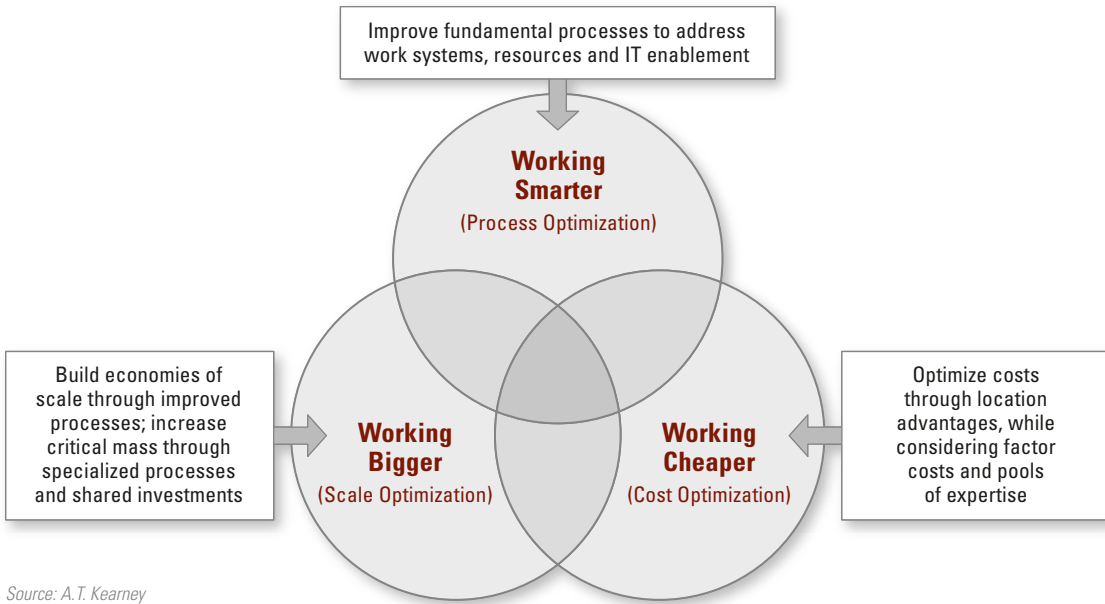 Improve fundamental processes to address
work systems, resources and IT enablement
Working
Smarter
(Process Optimization)
Build economies of
scale through improved
processes; increase
critical mass through
specialized processes
and shared investments
Working
Bigger
(Scale Optimization)
Working
Cheaper
(Cost Optimization)
Optimize costs
through location
advantages, while
considering factor
costs and pools
of expertise
Source: A.T. Kearney